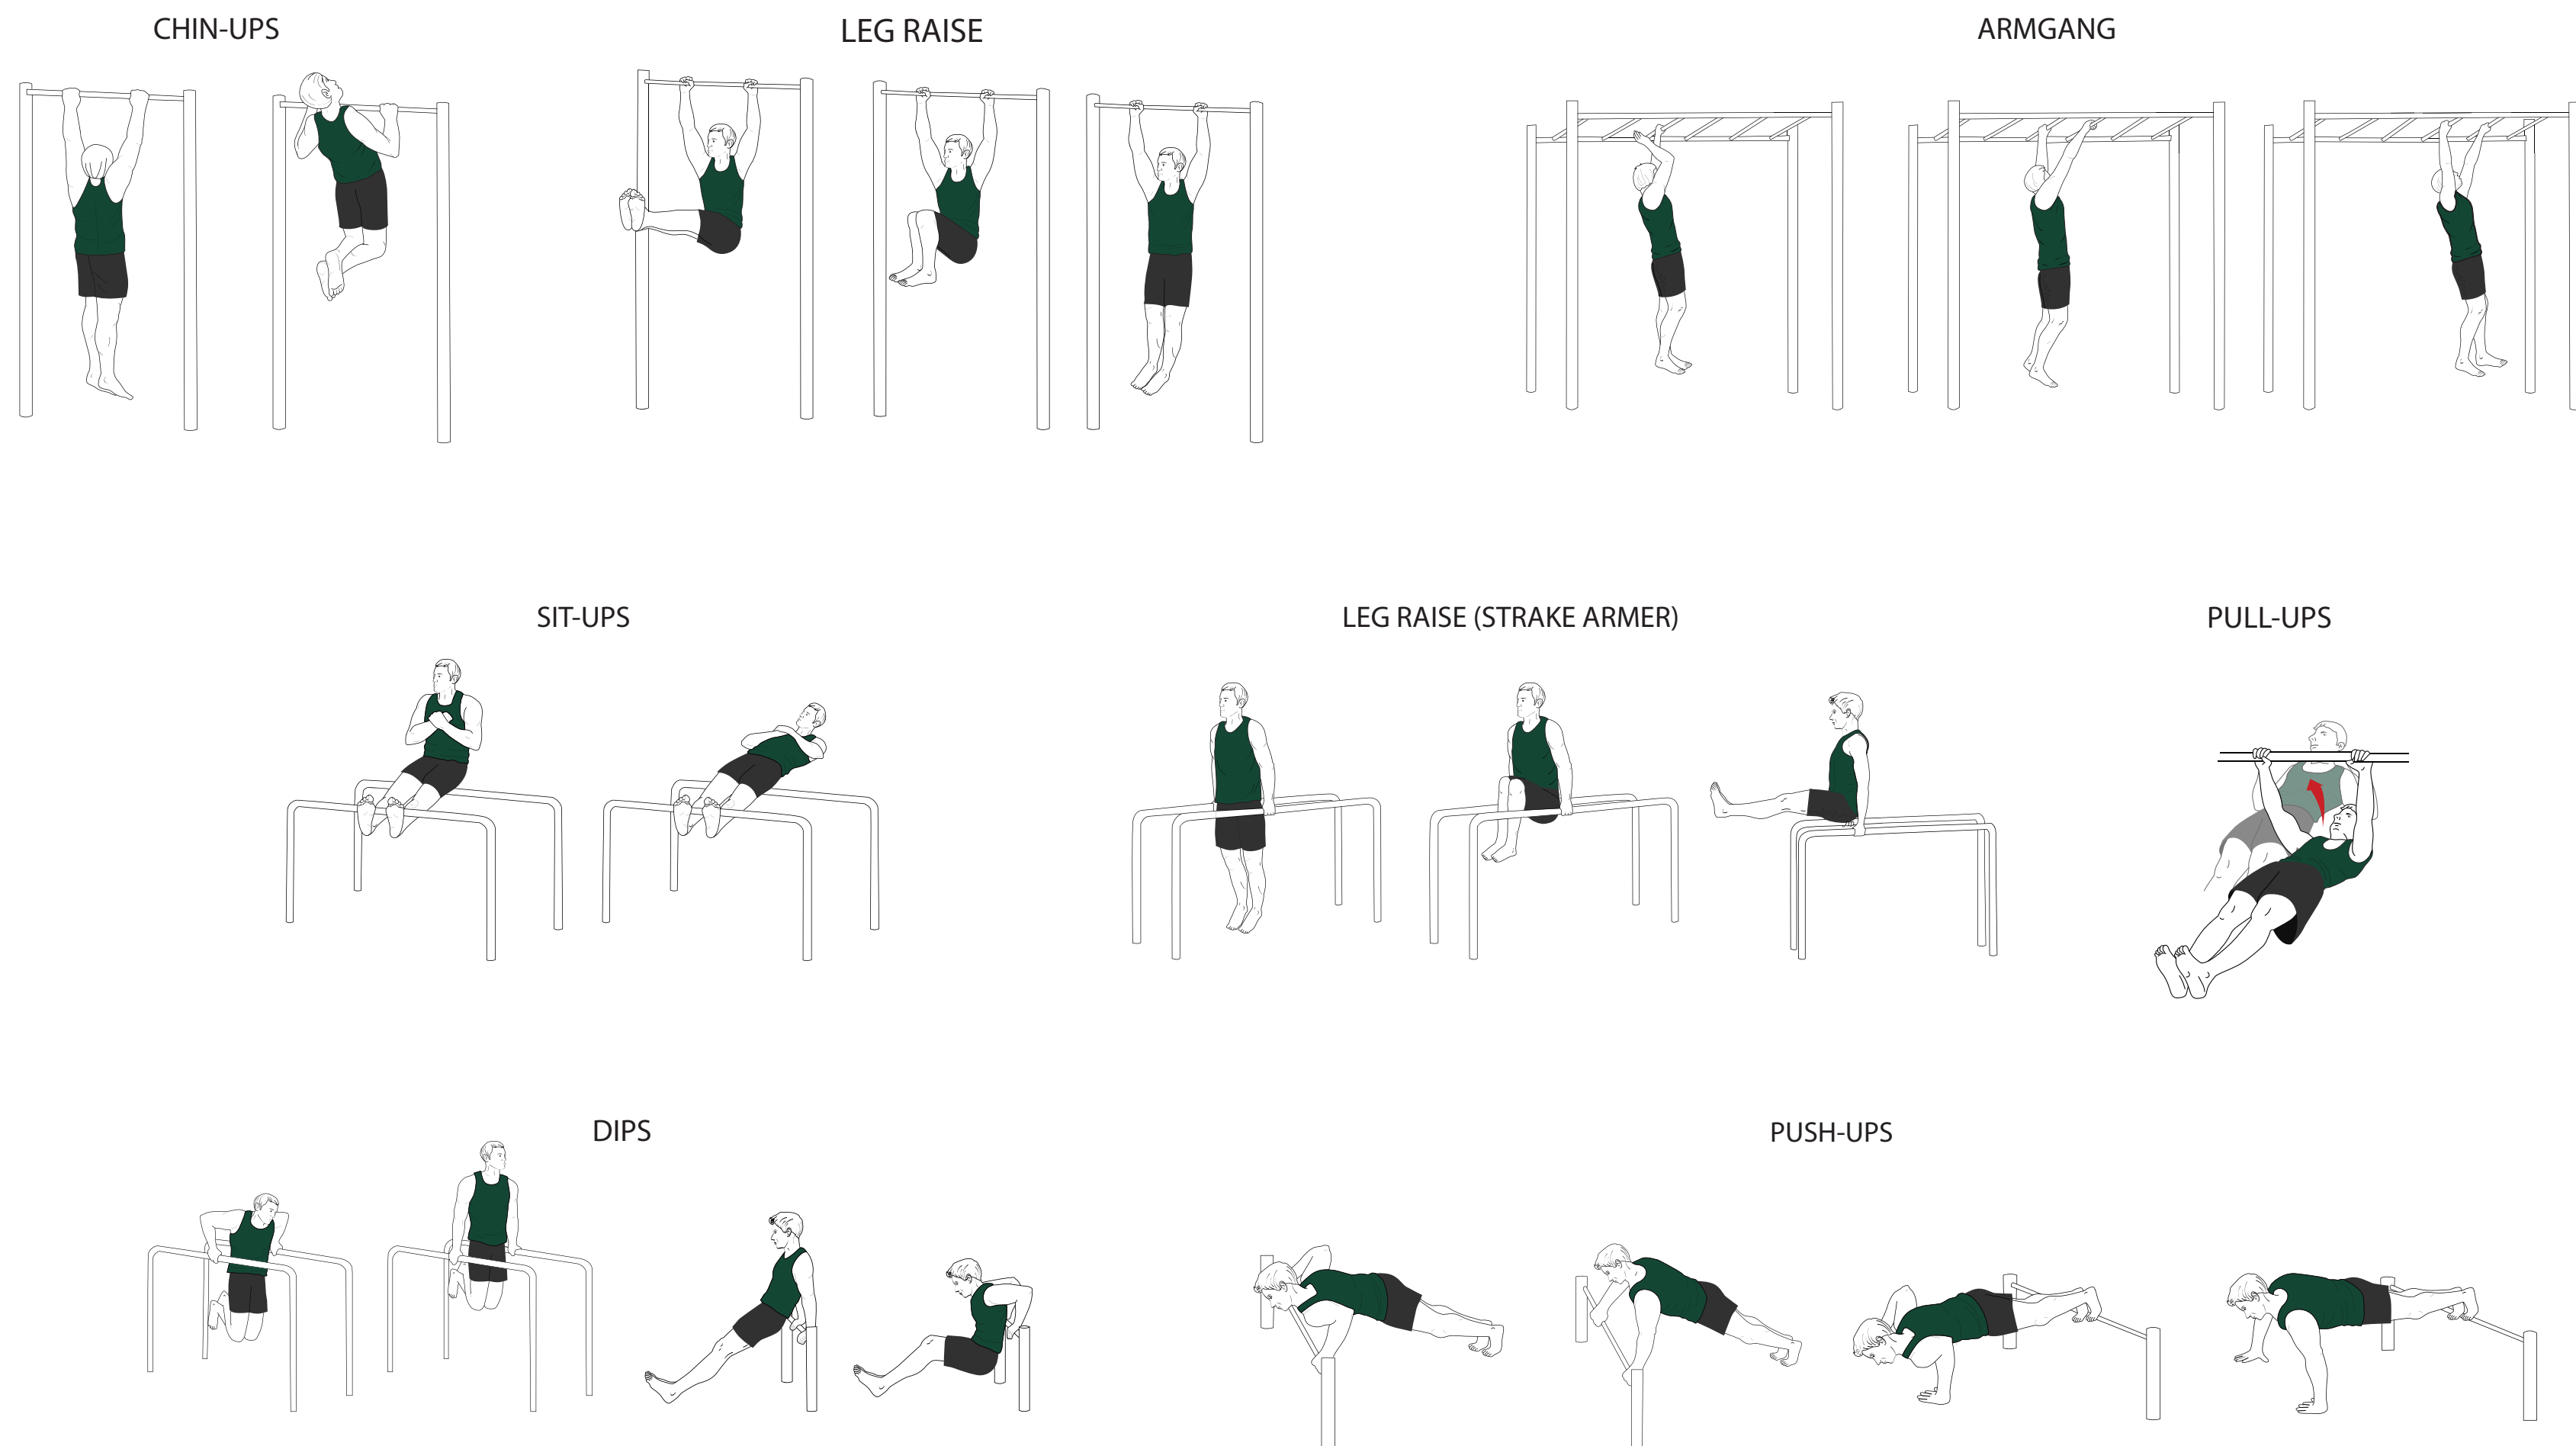 CHIN-UPS
LEG RAISE
ARMGANG
SIT-UPS
LEG RAISE (STRAKE ARMER)
PULL-UPS
DIPS
PUSH-UPS